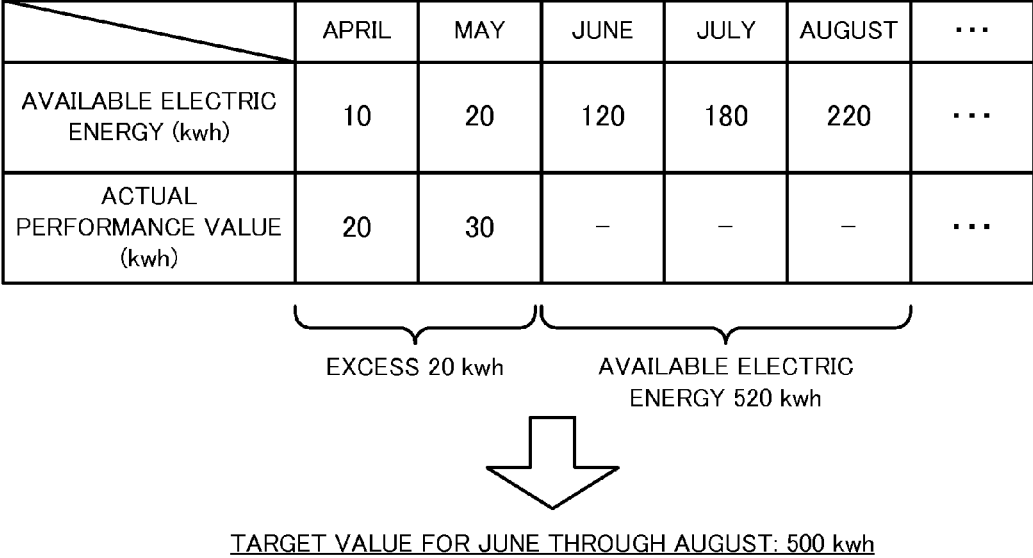 APRIL MAY JUNE JULY AUGUST ･･･
AVAILABLE ELECTRIC
ENERGY (kwh) 10 20 120 180 220 ･･･
ACTUAL
PERFORMANCE VALUE
(kwh) 20 30 － － － ･･･
EXCESS 20 kwh
AVAILABLE ELECTRIC
ENERGY 520 kwh
TARGET VALUE FOR JUNE THROUGH AUGUST: 500 kwh